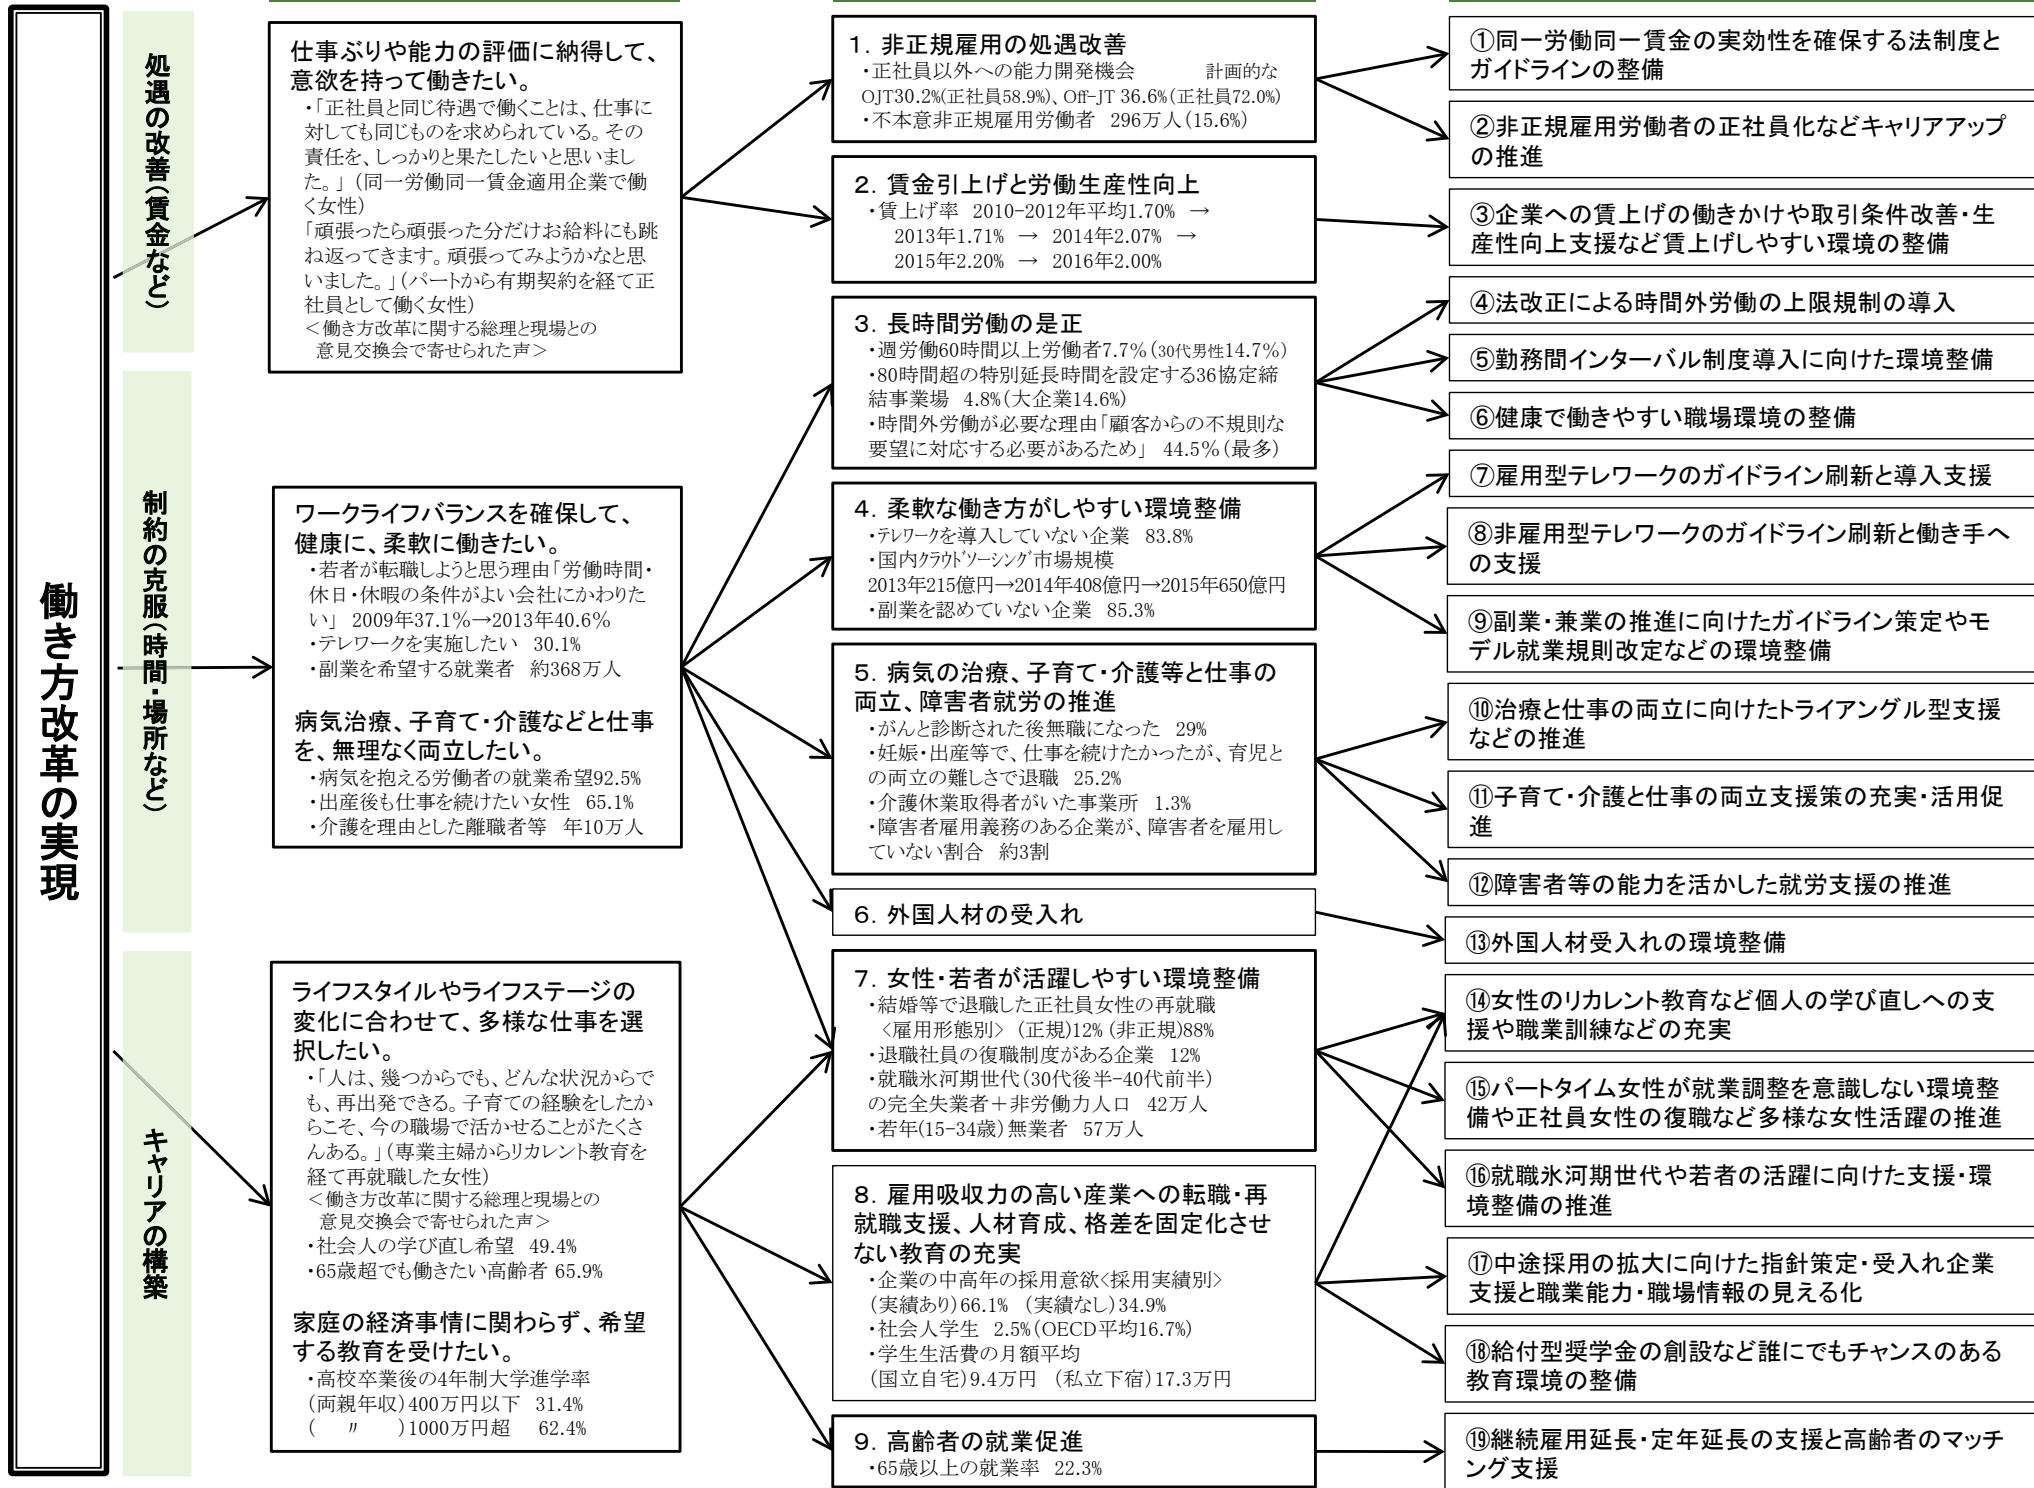 働き方改革の実現
処遇の改善（賃金など）
制約の克服（時間・場所など）
キャリアの構築
仕事ぶりや能力の評価に納得して、
意欲を持って働きたい。
・「正社員と同じ待遇で働くことは、仕事に
対しても同じものを求められている。その
責任を、しっかりと果たしたいと思いまし
た。」（同一労働同一賃金適用企業で働
く女性）
「頑張ったら頑張った分だけお給料にも跳
ね返ってきます。頑張ってみようかなと思
いました。」（パートから有期契約を経て正
社員として働く女性）
＜働き方改革に関する総理と現場との
意見交換会で寄せられた声＞
ワークライフバランスを確保して、
健康に、柔軟に働きたい。
・若者が転職しようと思う理由「労働時間・
休日・休暇の条件がよい会社にかわりた
い」 2009年37.1%→2013年40.6%
・テレワークを実施したい 30.1%
・副業を希望する就業者 約368万人
病気治療、子育て・介護などと仕事
を、無理なく両立したい。
・病気を抱える労働者の就業希望92.5%
・出産後も仕事を続けたい女性 65.1%
・介護を理由とした離職者等 年10万人
ライフスタイルやライフステージの
変化に合わせて、多様な仕事を選
択したい。
・「人は、幾つからでも、どんな状況からで
も、再出発できる。子育ての経験をしたか
らこそ、今の職場で活かせることがたくさ
んある。」（専業主婦からリカレント教育を
経て再就職した女性）
＜働き方改革に関する総理と現場との
意見交換会で寄せられた声＞
・社会人の学び直し希望 49.4%
・65歳超でも働きたい高齢者 65.9%
家庭の経済事情に関わらず、希望
する教育を受けたい。
・高校卒業後の4年制大学進学率
（両親年収）400万円以下 31.4%
（ 〃 ）1000万円超 62.4%
１．非正規雇用の処遇改善
・正社員以外への能力開発機会 計画的な
OJT30.2%(正社員58.9%)、Off-JT 36.6%(正社員72.0%)
・不本意非正規雇用労働者 296万人(15.6%)
２．賃金引上げと労働生産性向上
・賃上げ率 2010-2012年平均1.70% →
2013年1.71% → 2014年2.07% →
2015年2.20% → 2016年2.00%
３．長時間労働の是正
・週労働60時間以上労働者7.7%(30代男性14.7%)
・80時間超の特別延長時間を設定する36協定締
結事業場 4.8%(大企業14.6%)
・時間外労働が必要な理由「顧客からの不規則な
要望に対応する必要があるため」 44.5%(最多)
４．柔軟な働き方がしやすい環境整備
・ﾃﾚﾜｰｸを導入していない企業 83.8%
・国内ｸﾗｳﾄﾞｿｰｼﾝｸﾞ市場規模
2013年215億円→2014年408億円→2015年650億円
・副業を認めていない企業 85.3%
５．病気の治療、子育て・介護等と仕事の
両立、障害者就労の推進
・がんと診断された後無職になった 29%
・妊娠・出産等で、仕事を続けたかったが、育児と
の両立の難しさで退職 25.2%
・介護休業取得者がいた事業所 1.3%
・障害者雇用義務のある企業が、障害者を雇用し
ていない割合 約3割
６．外国人材の受入れ
７．女性・若者が活躍しやすい環境整備
・結婚等で退職した正社員女性の再就職
〈雇用形態別〉 (正規)12% (非正規)88%
・退職社員の復職制度がある企業 12%
・就職氷河期世代(30代後半-40代前半)
の完全失業者＋非労働力人口 42万人
・若年(15-34歳)無業者 57万人
８．雇用吸収力の高い産業への転職・再
就職支援、人材育成、格差を固定化させ
ない教育の充実
・企業の中高年の採用意欲<採用実績別>
(実績あり)66.1% (実績なし)34.9%
・社会人学生 2.5%(OECD平均16.7%)
・学生生活費の月額平均
(国立自宅)9.4万円 (私立下宿)17.3万円
９．高齢者の就業促進
・65歳以上の就業率 22.3%
①同一労働同一賃金の実効性を確保する法制度と
ガイドラインの整備
②非正規雇用労働者の正社員化などキャリアアップ
の推進
③企業への賃上げの働きかけや取引条件改善・生
産性向上支援など賃上げしやすい環境の整備
④法改正による時間外労働の上限規制の導入
⑤勤務間インターバル制度導入に向けた環境整備
⑥健康で働きやすい職場環境の整備
⑦雇用型テレワークのガイドライン刷新と導入支援
⑧非雇用型テレワークのガイドライン刷新と働き手へ
の支援
⑨副業・兼業の推進に向けたガイドライン策定やモ
デル就業規則改定などの環境整備
⑩治療と仕事の両立に向けたトライアングル型支援
などの推進
⑪子育て・介護と仕事の両立支援策の充実・活用促
進
⑫障害者等の能力を活かした就労支援の推進
⑬外国人材受入れの環境整備
⑭女性のリカレント教育など個人の学び直しへの支
援や職業訓練などの充実
⑮パートタイム女性が就業調整を意識しない環境整
備や正社員女性の復職など多様な女性活躍の推進
⑯就職氷河期世代や若者の活躍に向けた支援・環
境整備の推進
⑰中途採用の拡大に向けた指針策定・受入れ企業
支援と職業能力・職場情報の見える化
⑱給付型奨学金の創設など誰にでもチャンスのある
教育環境の整備
⑲継続雇用延長・定年延長の支援と高齢者のマッチ
ング支援